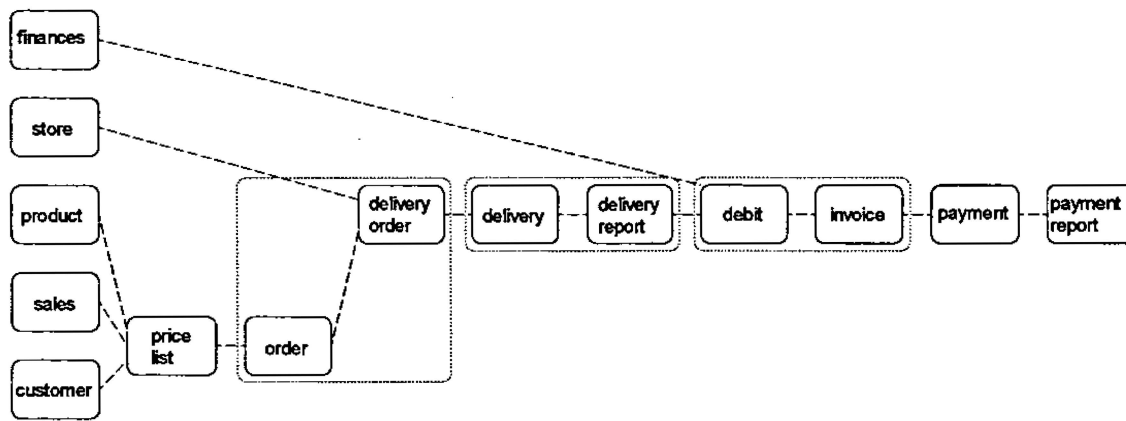 finances
store
product
sales
customer
price
list
order
delivery
order
delivery
delivery
report
debit
invoice
payment
payment
report